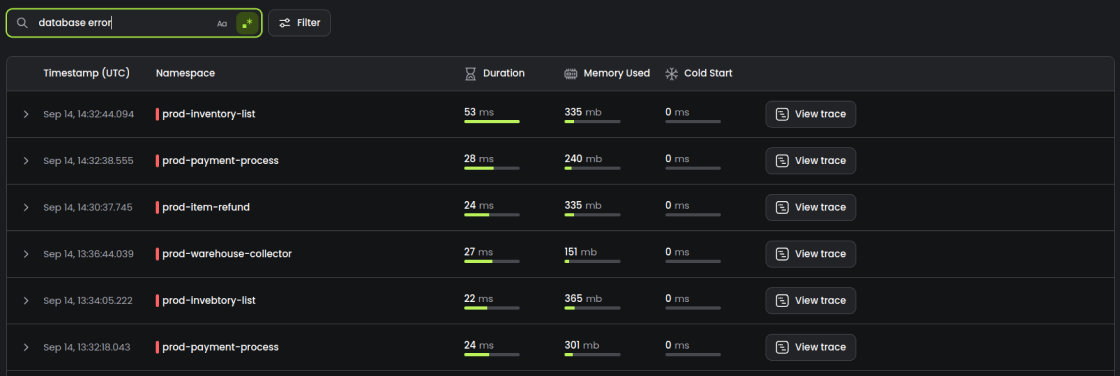 database error Aa .* Filter
Timestamp (UTC) Namespace Duration Memory Used Cold Start
Sep 14, 14:32:44.094 prod-inventory-list 53 ms 335 mb 0 ms View trace
Sep 14, 14:32:38.555 prod-payment-process 28 ms 240 mb 0 ms View trace
Sep 14, 14:30:37.745 prod-item-refund 24 ms 335 mb 0 ms View trace
Sep 14, 13:36:44.039 prod-warehouse-collector 27 ms 151 mb 0 ms View trace
Sep 14, 13:34:05.222 prod-invebtory-list 22 ms 365 mb 0 ms View trace
Sep 14, 13:32:18.043 prod-payment-process 24 ms 301 mb 0 ms View trace